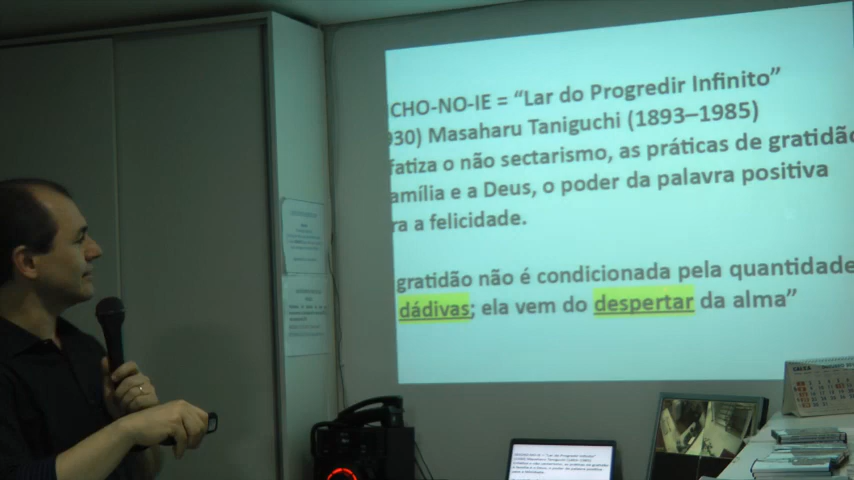 CHO-NO-IE = “Lar do Progredir Infinito”
30) Masaharu Taniguchi (1893–1985)
fatiza o não sectarismo, as práticas de gratidão
amília e a Deus, o poder da palavra positiva
ra a felicidade.
gratidão não é condicionada pela quantidade
dádivas; ela vem do despertar da alma”